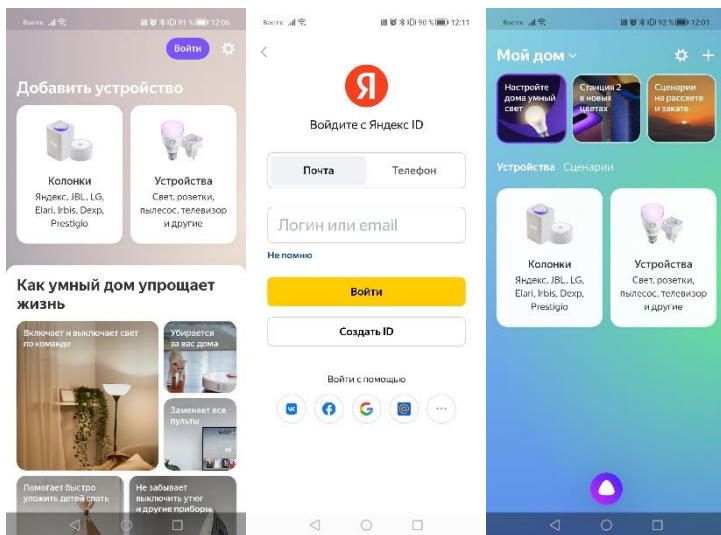 91 % 12:06
Войти
Добавить устройство
Колонки
Яндекс, JBL, LG,
Elari, Irbis, Dexp,
Prestigio
Устройства
Свет, розетки,
пылесос, телевизор
и другие
Как умный дом упрощает
жизнь
Включает и выключает свет
по команде
Убирается
за вас дома
Заменяет все
пульты
Помогает быстро
уложить детей спать
Не забывает
выключить утюг
и другие приборы
90 % 12:11
Я
Войдите с Яндекс ID
Почта
Телефон
Логин или email
Не помню
Войти
Создать ID
Войти с помощью
92 % 12:01
Мой дом
Настройте
дома умный
свет
Станция 2
в новых
цветах
Сценарии
на рассвете
и закате
Устройства Сценарии
Колонки
Яндекс, JBL, LG,
Elari, Irbis, Dexp,
Prestigio
Устройства
Свет, розетки,
пылесос, телевизор
и другие